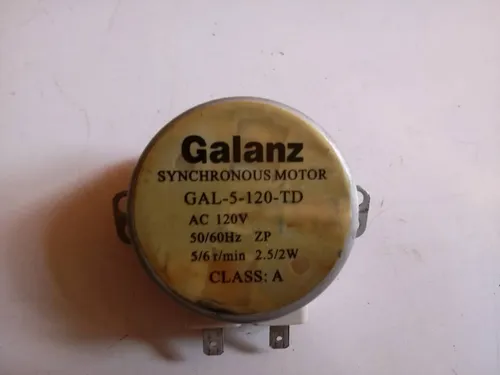 Galanz
SYNCHRONOUS MOTOR
GAL-5-120-TD
AC 120V
50/60Hz ZP
5/6 r/min 2.5/2W
CLASS: A